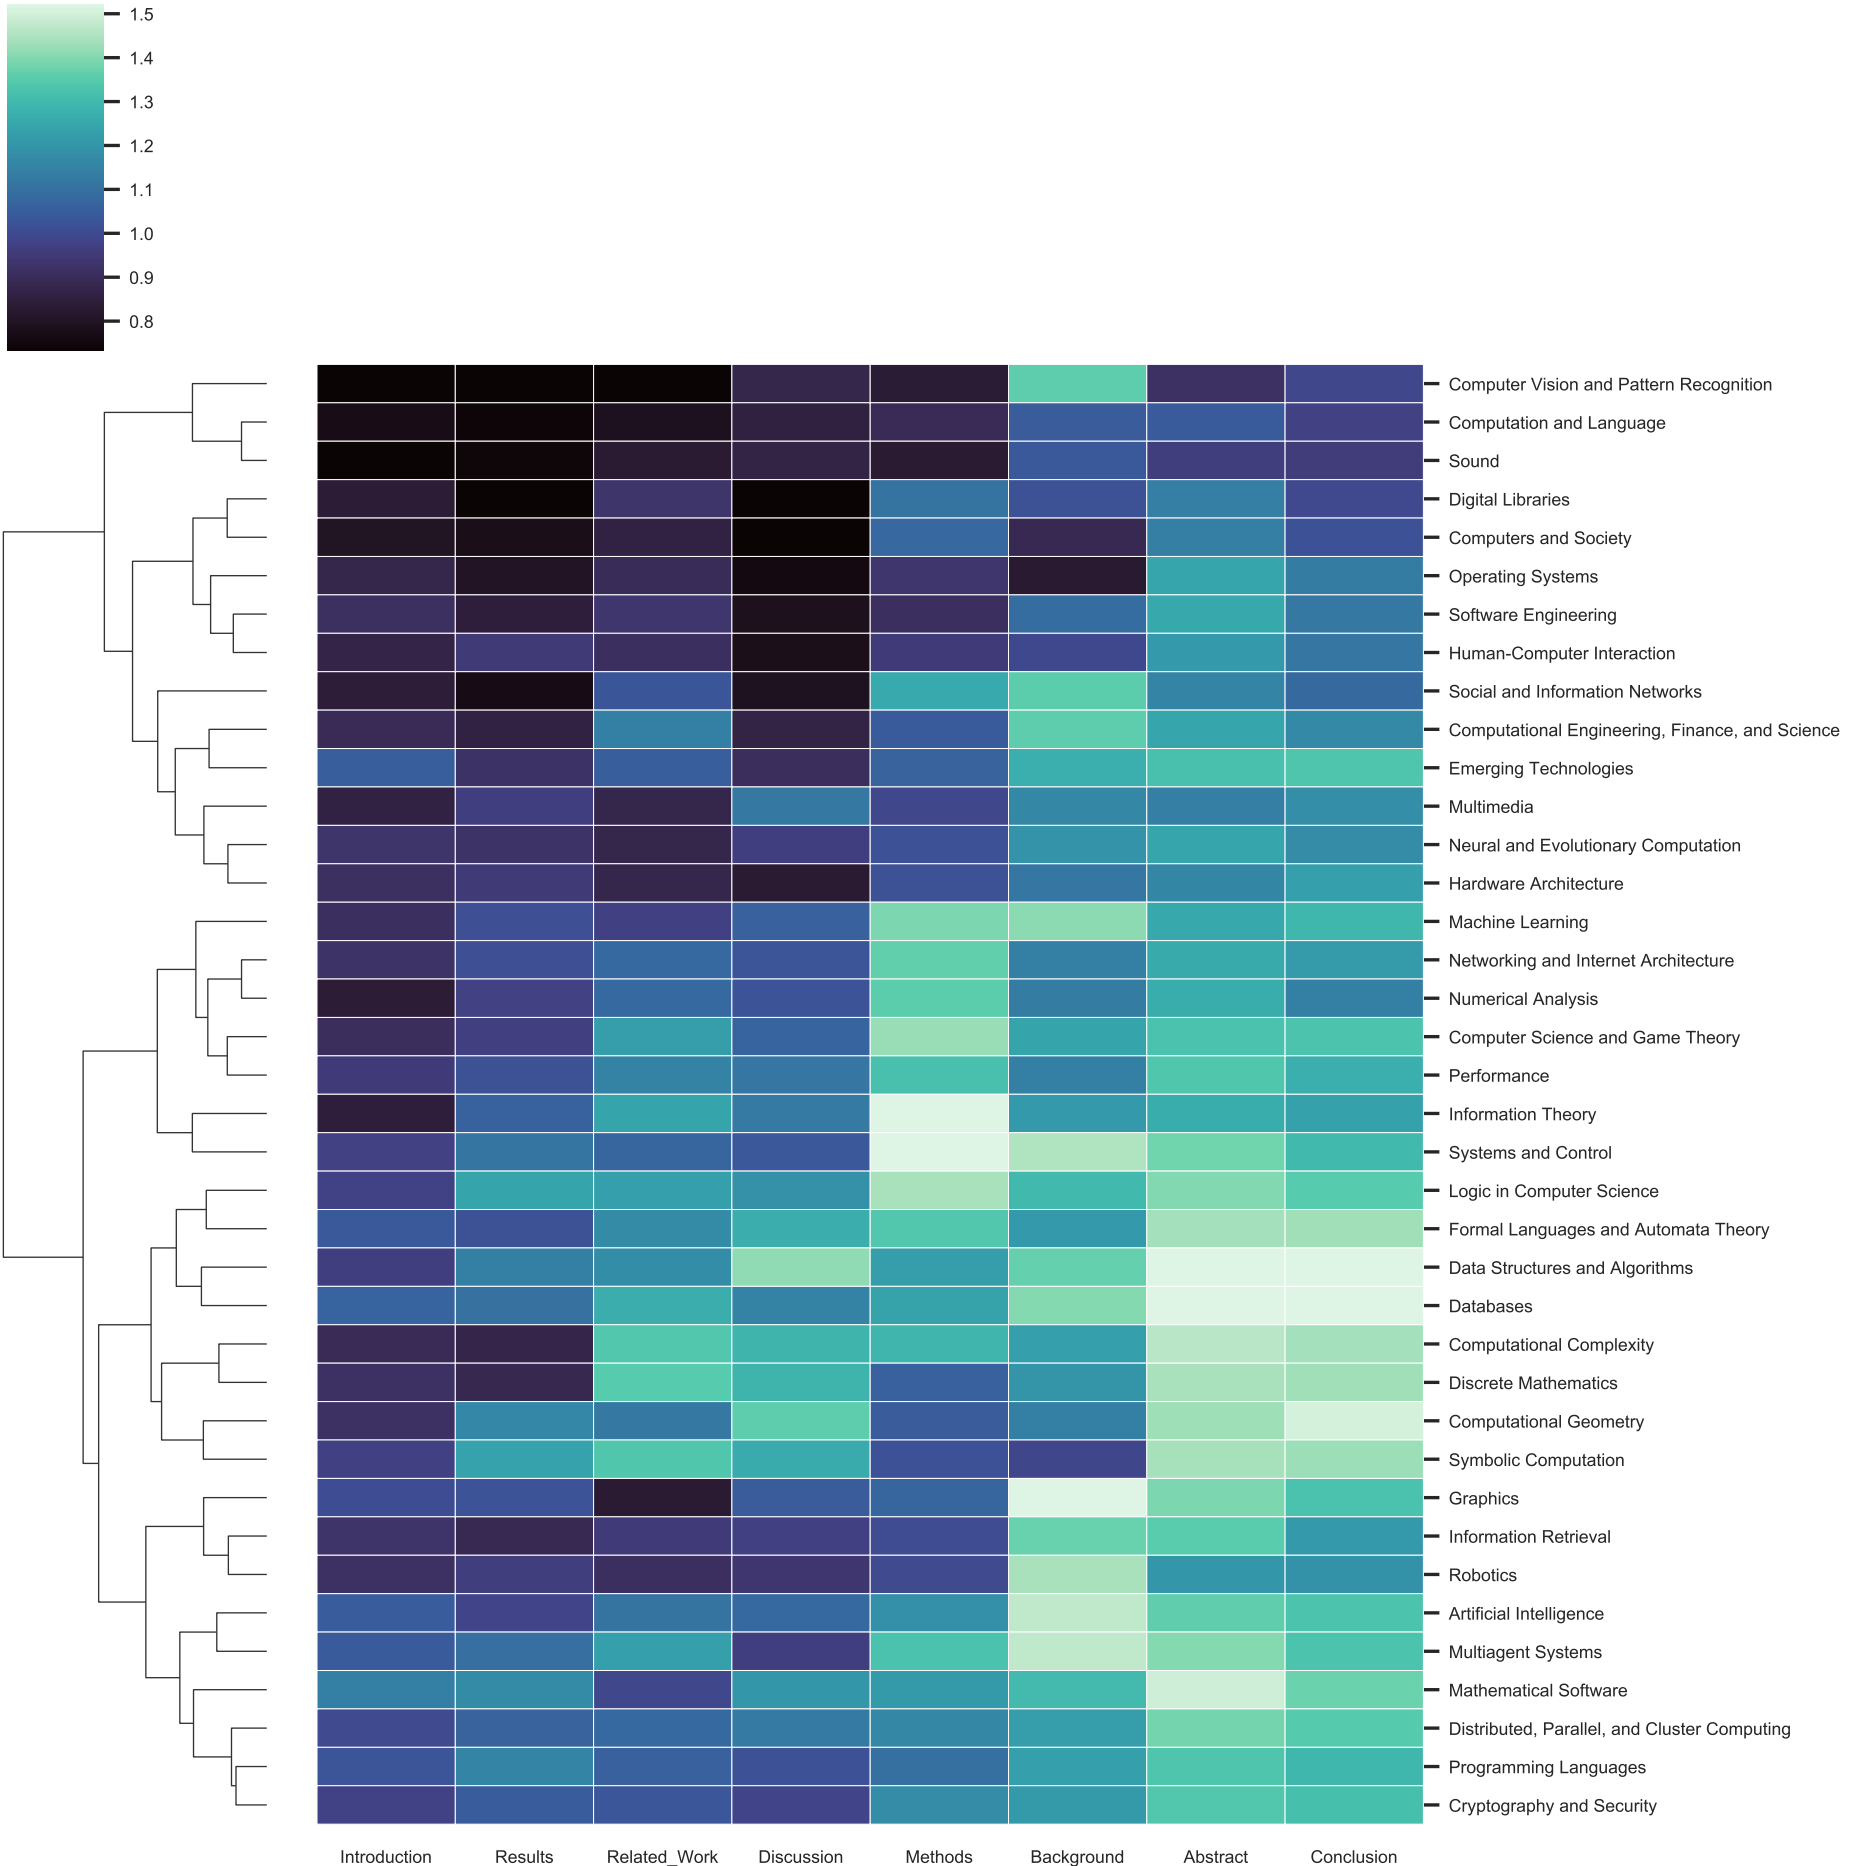 1.5
1.4
1.3
1.2
1.1
1.0
0.9
0.8
Computer Vision and Pattern Recognition
Computation and Language
Sound
Digital Libraries
Computers and Society
Operating Systems
Software Engineering
Human-Computer Interaction
Social and Information Networks
Computational Engineering, Finance, and Science
Emerging Technologies
Multimedia
Neural and Evolutionary Computation
Hardware Architecture
Machine Learning
Networking and Internet Architecture
Numerical Analysis
Computer Science and Game Theory
Performance
Information Theory
Systems and Control
Logic in Computer Science
Formal Languages and Automata Theory
Data Structures and Algorithms
Databases
Computational Complexity
Discrete Mathematics
Computational Geometry
Symbolic Computation
Graphics
Information Retrieval
Robotics
Artificial Intelligence
Multiagent Systems
Mathematical Software
Distributed, Parallel, and Cluster Computing
Programming Languages
Cryptography and Security
Introduction Results Related_Work Discussion Methods Background Abstract Conclusion